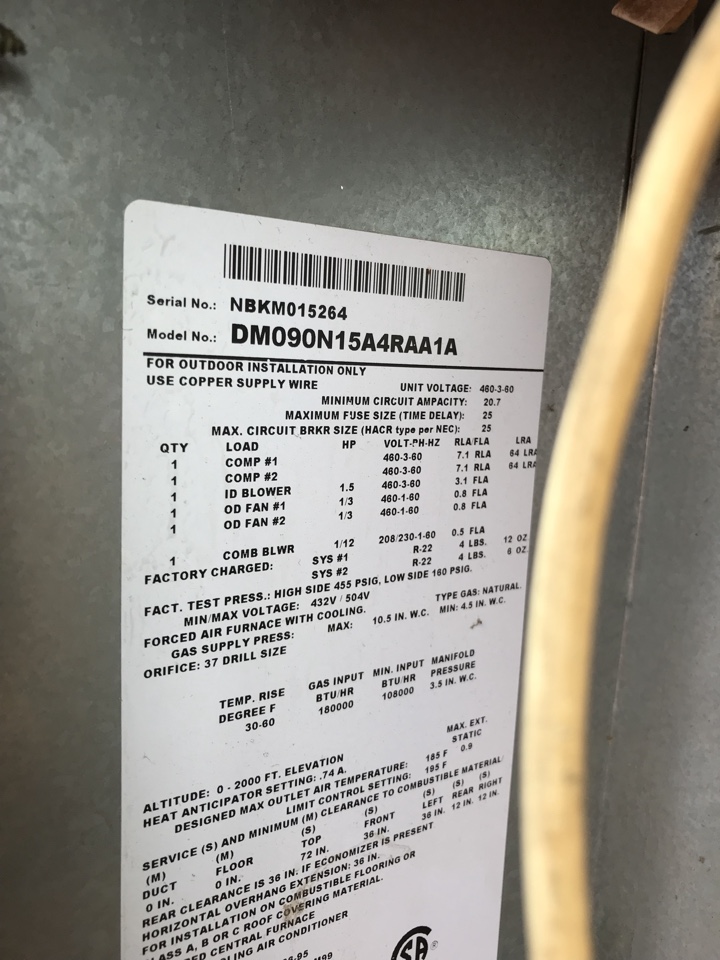 Serial No.: NBKM015264
Model No.: DM090N15A4RAA1A
FOR OUTDOOR INSTALLATION ONLY
USE COPPER SUPPLY WIRE
UNIT VOLTAGE: 460-3-60
MINIMUM CIRCUIT AMPACITY: 20.7
MAXIMUM FUSE SIZE (TIME DELAY): 25
MAX. CIRCUIT BRKR SIZE (HACR type per NEC): 25
QTY LOAD HP VOLT-PH-HZ RLA/FLA LRA
1 COMP #1 460-3-60 7.1 RLA 64 LRA
1 COMP #2 460-3-60 7.1 RLA 64 LRA
1 ID BLOWER 1.5 460-3-60 3.1 FLA
1 OD FAN #1 1/3 460-1-60 0.8 FLA
1 OD FAN #2 1/3 460-1-60 0.8 FLA
1 COMB BLWR 1/12 208/230-1-60 0.5 FLA
FACTORY CHARGED: SYS #1 R-22 4 LBS. 12 OZ
SYS #2 R-22 4 LBS. 6 OZ
FACT. TEST PRESS.: HIGH SIDE 455 PSIG, LOW SIDE 160 PSIG.
MIN/MAX VOLTAGE: 432V / 504V
FORCED AIR FURNACE WITH COOLING. TYPE GAS: NATURAL.
GAS SUPPLY PRESS: MAX: 10.5 IN. W.C. MIN: 4.5 IN. W.C.
ORIFICE: 37 DRILL SIZE
TEMP. RISE GAS INPUT MIN. INPUT MANIFOLD
DEGREE F BTU/HR BTU/HR PRESSURE
30-60 180000 108000 3.5 IN. W.C.
MAX. EXT.
STATIC
0.9
ALTITUDE: 0 - 2000 FT. ELEVATION
HEAT ANTICIPATOR SETTING: .74 A.
DESIGNED MAX OUTLET AIR TEMPERATURE: 185 F
LIMIT CONTROL SETTING: 195 F
SERVICE (S) AND MINIMUM (M) CLEARANCE TO COMBUSTIBLE MATERIAL
(M) (M) (S) (S) (S) (S) (S)
DUCT FLOOR TOP FRONT LEFT REAR RIGHT
0 IN. 0 IN. 72 IN. 36 IN. 36 IN. 12 IN. 12 IN.
REAR CLEARANCE IS 36 IN. IF ECONOMIZER IS PRESENT
HORIZONTAL OVERHANG EXTENSION: 36 IN.
FOR INSTALLATION ON COMBUSTIBLE FLOORING OR
CLASS A, B OR C ROOF COVERING MATERIAL.
CENTRAL FURNACE
AIR CONDITIONER